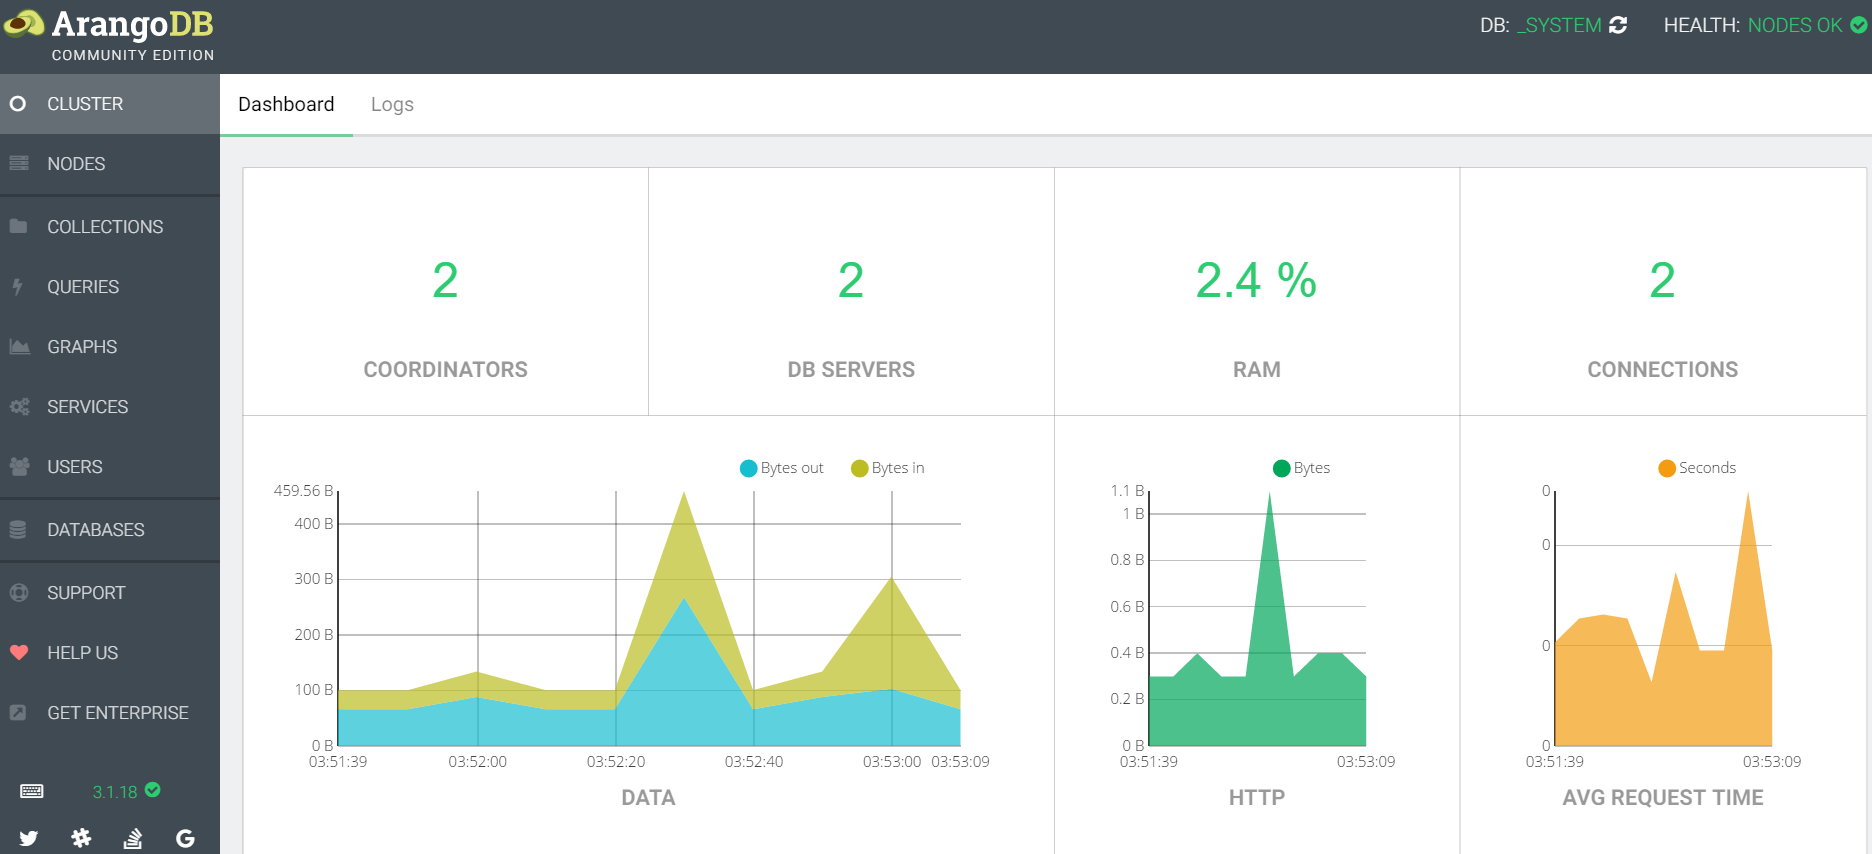 ArangoDB
COMMUNITY EDITION
DB: _SYSTEM
HEALTH: NODES OK
CLUSTER
NODES
COLLECTIONS
QUERIES
GRAPHS
SERVICES
USERS
DATABASES
SUPPORT
HELP US
GET ENTERPRISE
3.1.18
Dashboard Logs
2
COORDINATORS
2
DB SERVERS
2.4 %
RAM
2
CONNECTIONS
Bytes out Bytes in
459.56 B
400 B
300 B
200 B
100 B
0 B
03:51:39 03:52:00 03:52:20 03:52:40 03:53:00 03:53:09
DATA
Bytes
1.1 B
1 B
0.8 B
0.6 B
0.4 B
0.2 B
0 B
03:51:39 03:53:09
HTTP
Seconds
0
0
0
0
03:51:39 03:53:09
AVG REQUEST TIME